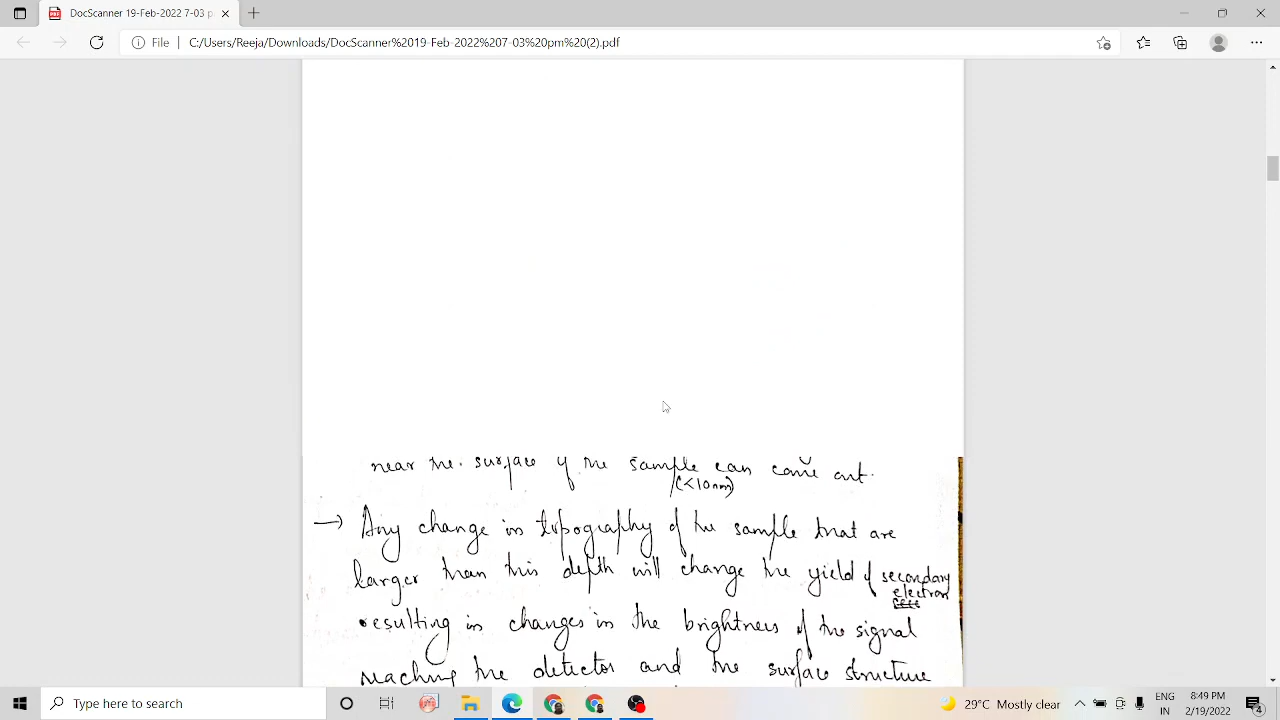 DocScanner 19-Feb-2022 7-03 p
File
C:/Users/Reeja/Downloads/DocScanner%2019-Feb-2022%207-03%20pm%20(2).pdf
near the surface of the sample can come out.
(<10nm)
→ Any change in topography of the sample that are
larger than this depth will change the yield of secondary
electron
resulting in changes in the brightness of the signal
reaching the detector and the surface structure
Type here to search
29°C Mostly clear
ENG
IN
8:49 PM
2/19/2022
4